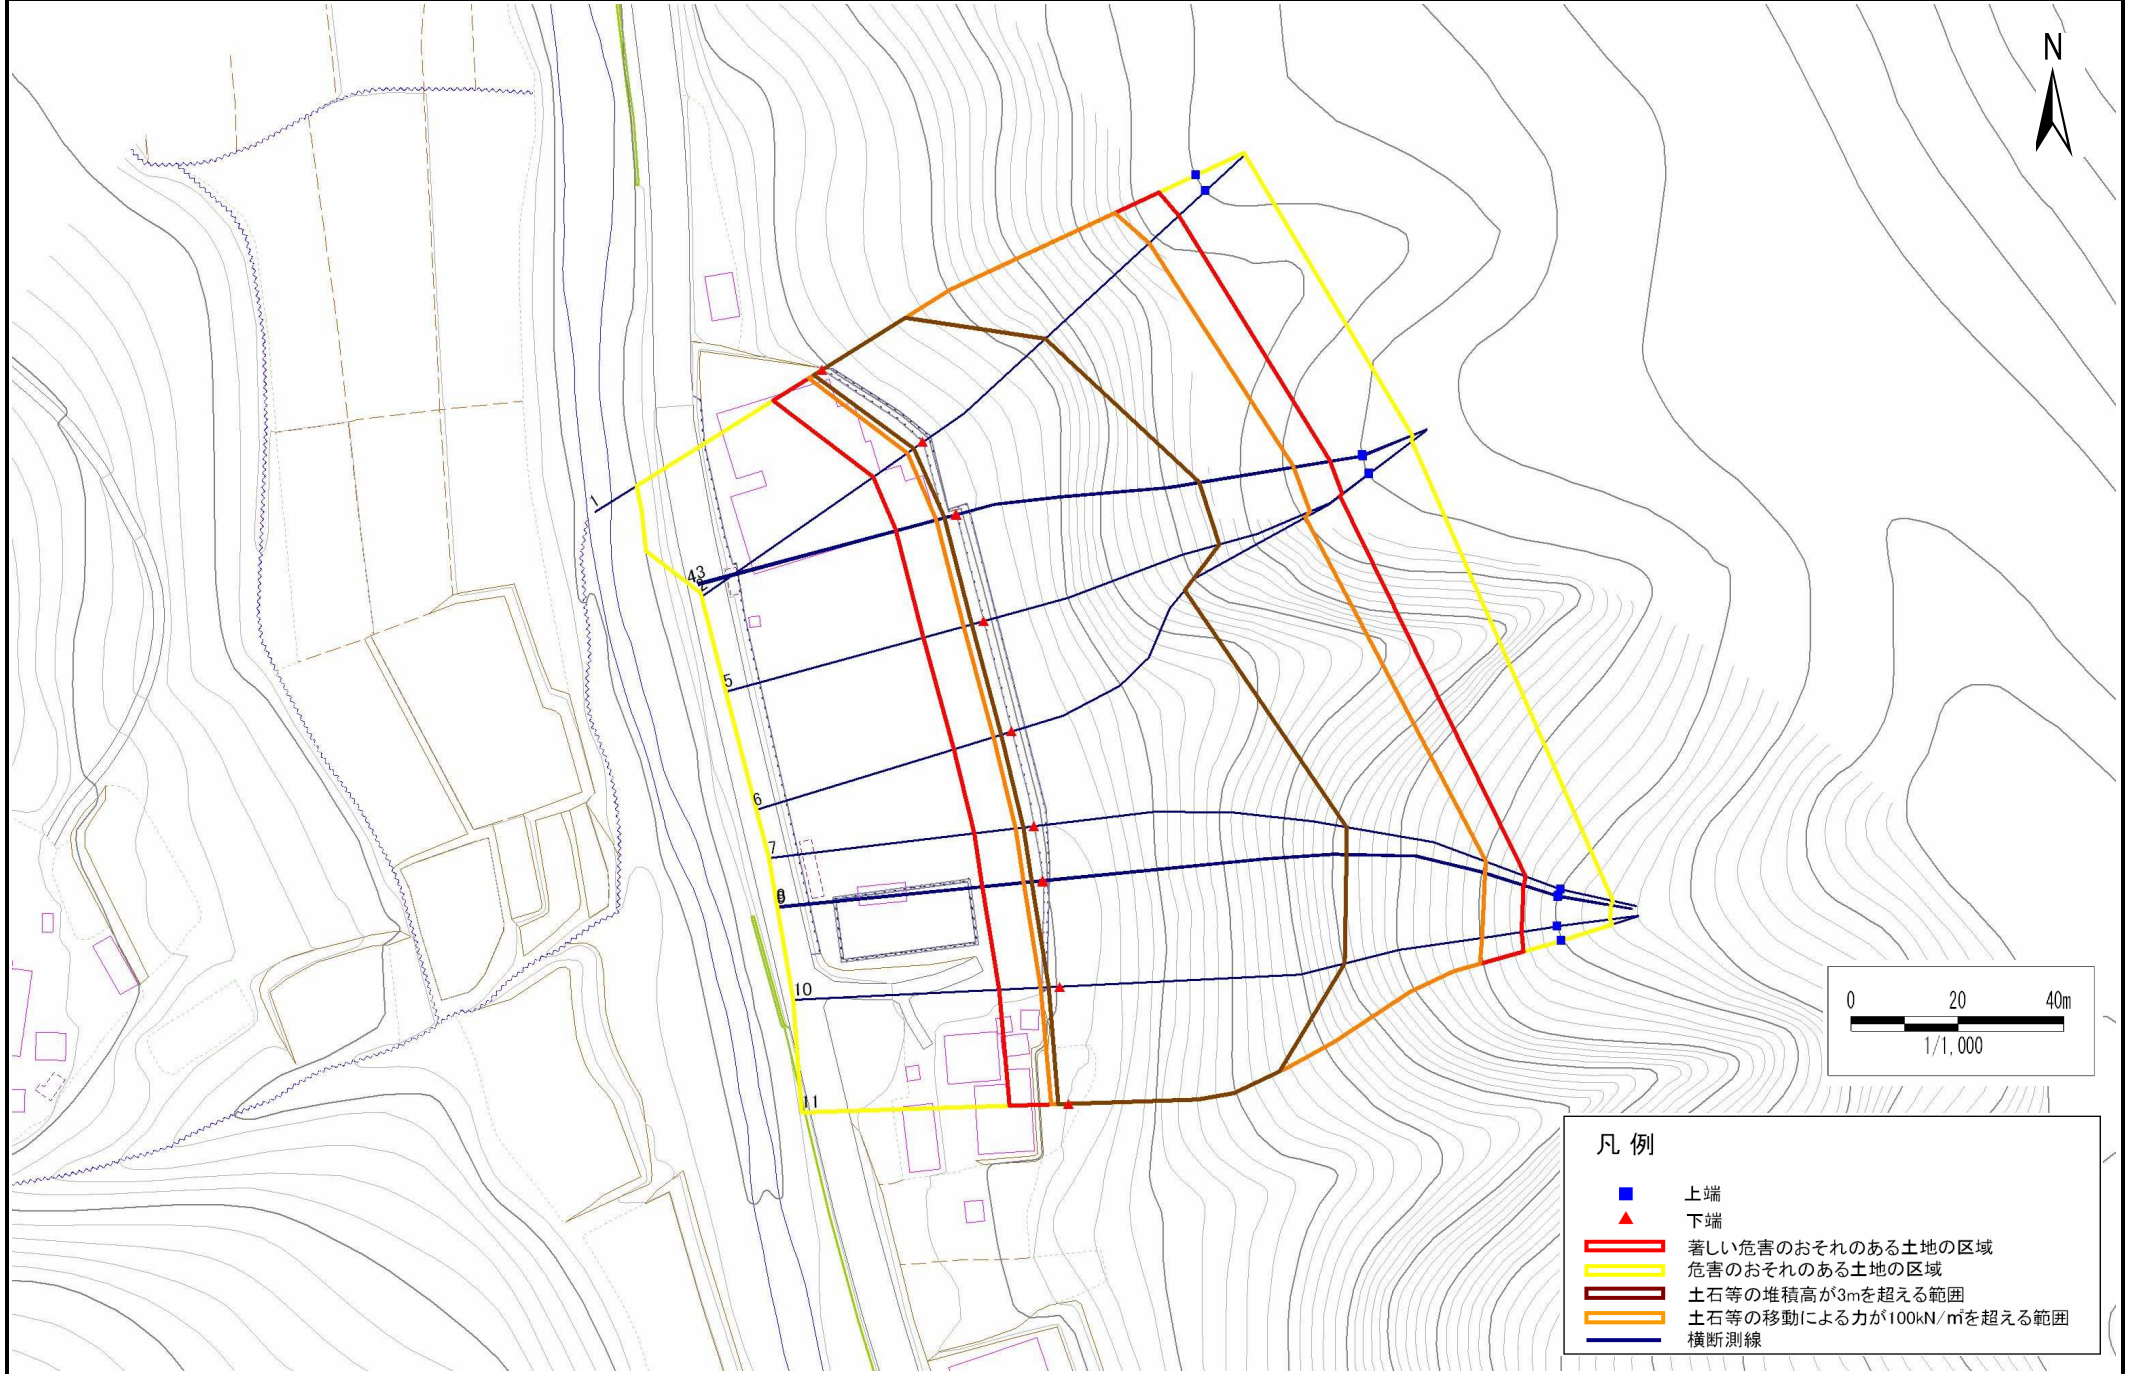 N
1
43
2
5
6
7
8
9
10
11
0 20 40m
1/1,000
凡 例
上端
下端
著しい危害のおそれのある土地の区域
危害のおそれのある土地の区域
土石等の堆積高が3mを超える範囲
土石等の移動による力が100kN/㎡を超える範囲
横断測線